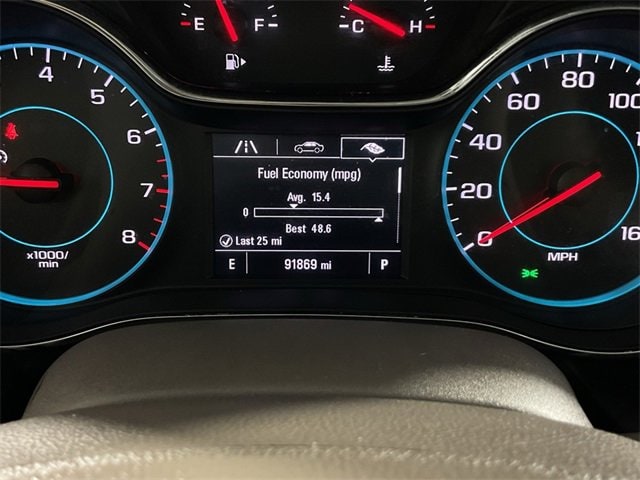 E F
C H
4
5
6
7
8
x1000/
min
Fuel Economy (mpg)
Avg. 15.4
0
Best 48.6
Last 25 mi
E 91869 mi P
0
20
40
60
80
100
16
MPH